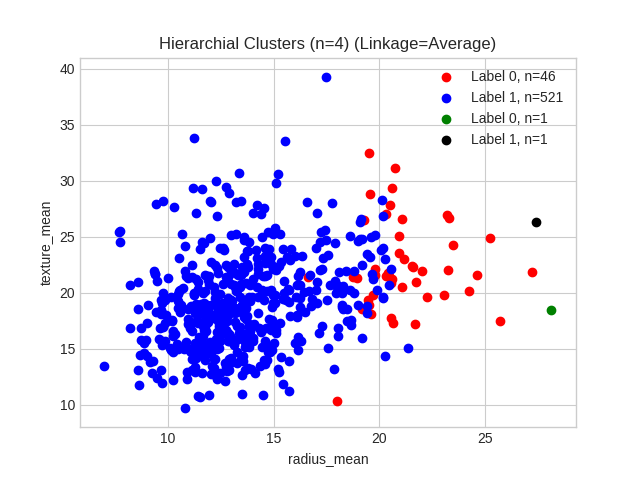 Hierarchial Clusters (n=4) (Linkage=Average)
40
35
30
25
20
15
10
texture_mean
Label 0, n=46
Label 1, n=521
Label 0, n=1
Label 1, n=1
10
15
20
25
radius_mean